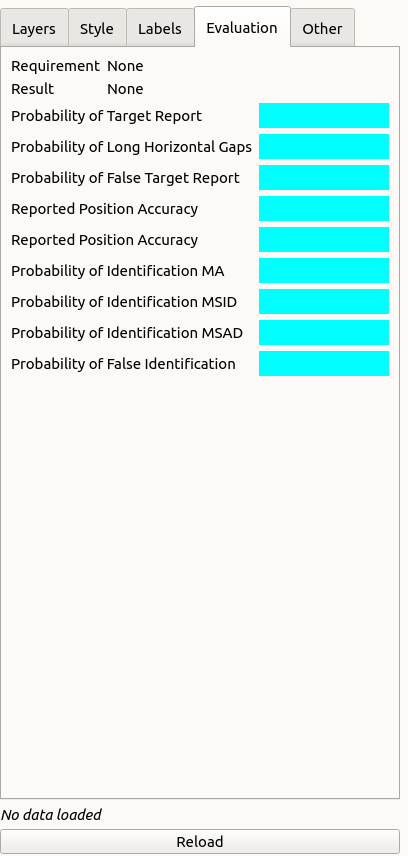 Layers Style Labels Evaluation Other
Requirement None
Result None
Probability of Target Report
Probability of Long Horizontal Gaps
Probability of False Target Report
Reported Position Accuracy
Reported Position Accuracy
Probability of Identification MA
Probability of Identification MSID
Probability of Identification MSAD
Probability of False Identification
No data loaded
Reload